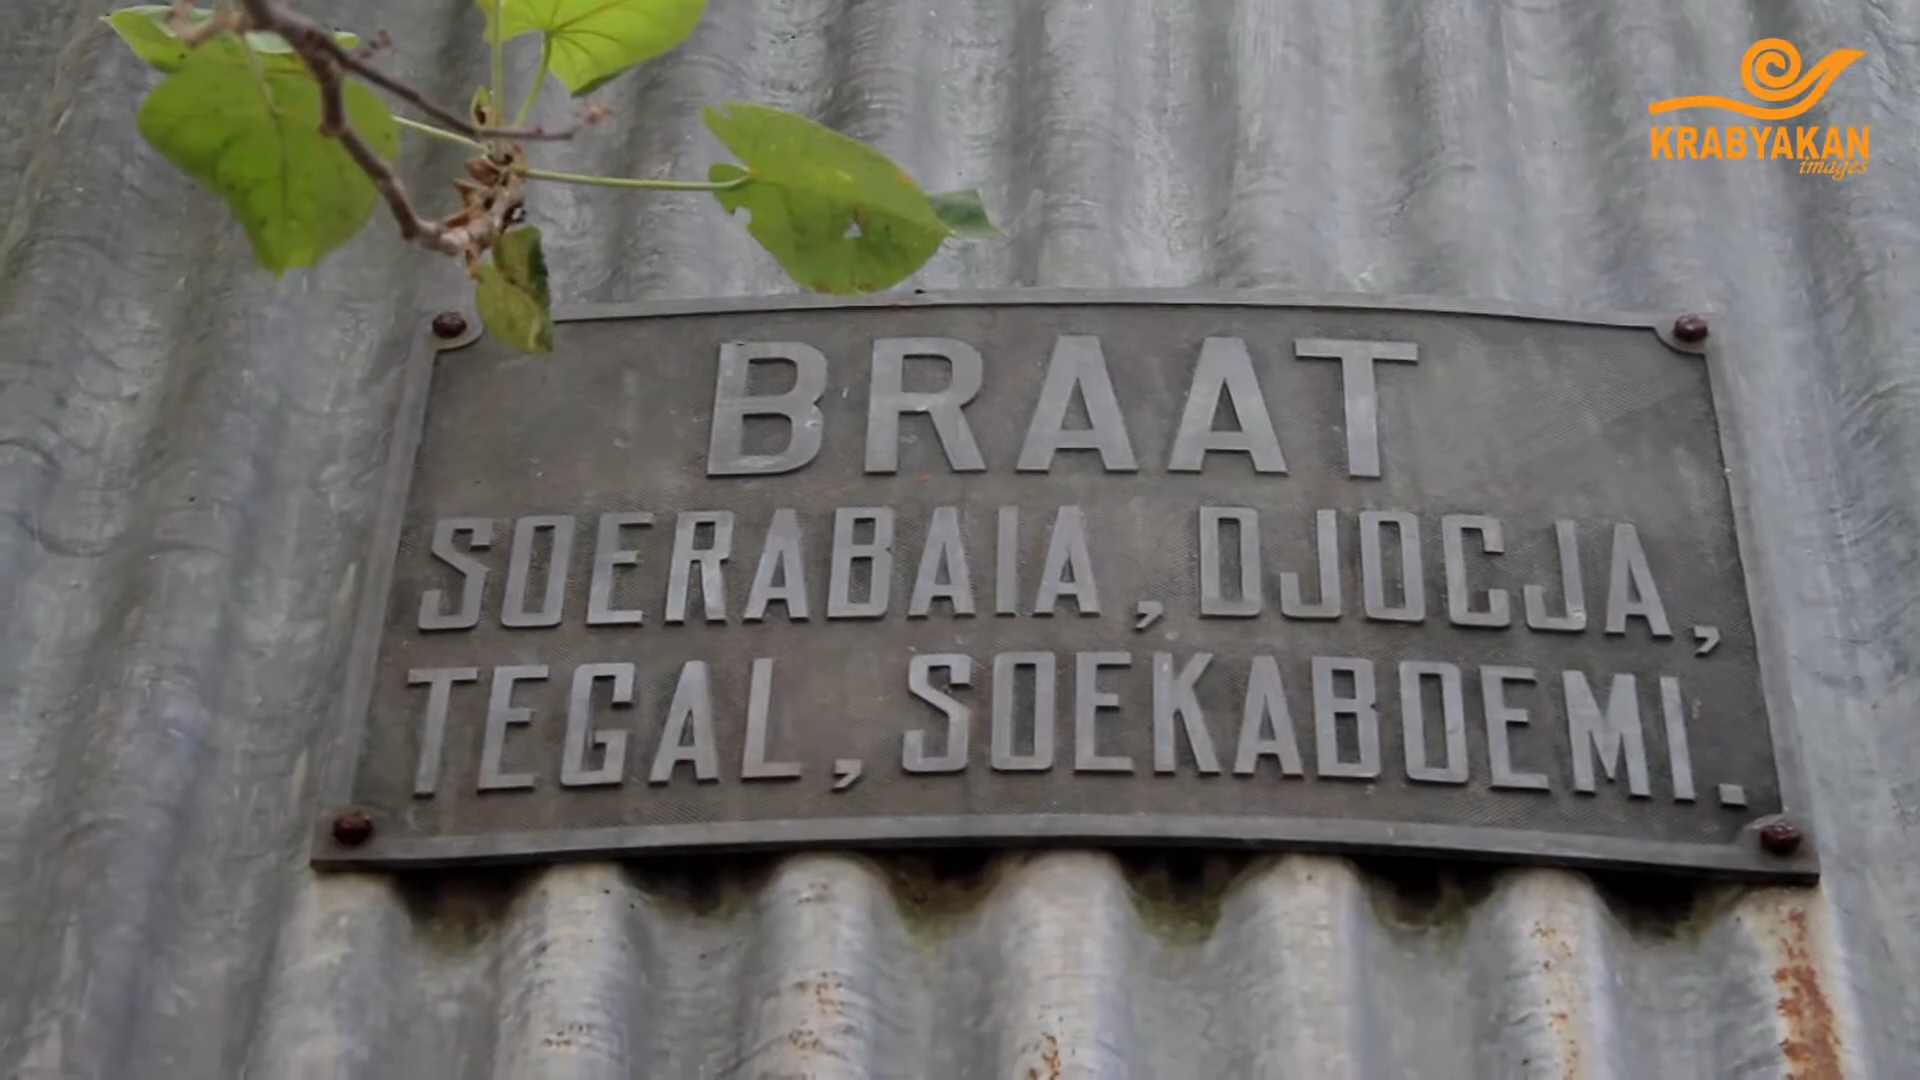 KRABYAKAN
images
BRAAT
SOERABAIA, DJOCJA,
TEGAL, SOEKABOEMI.